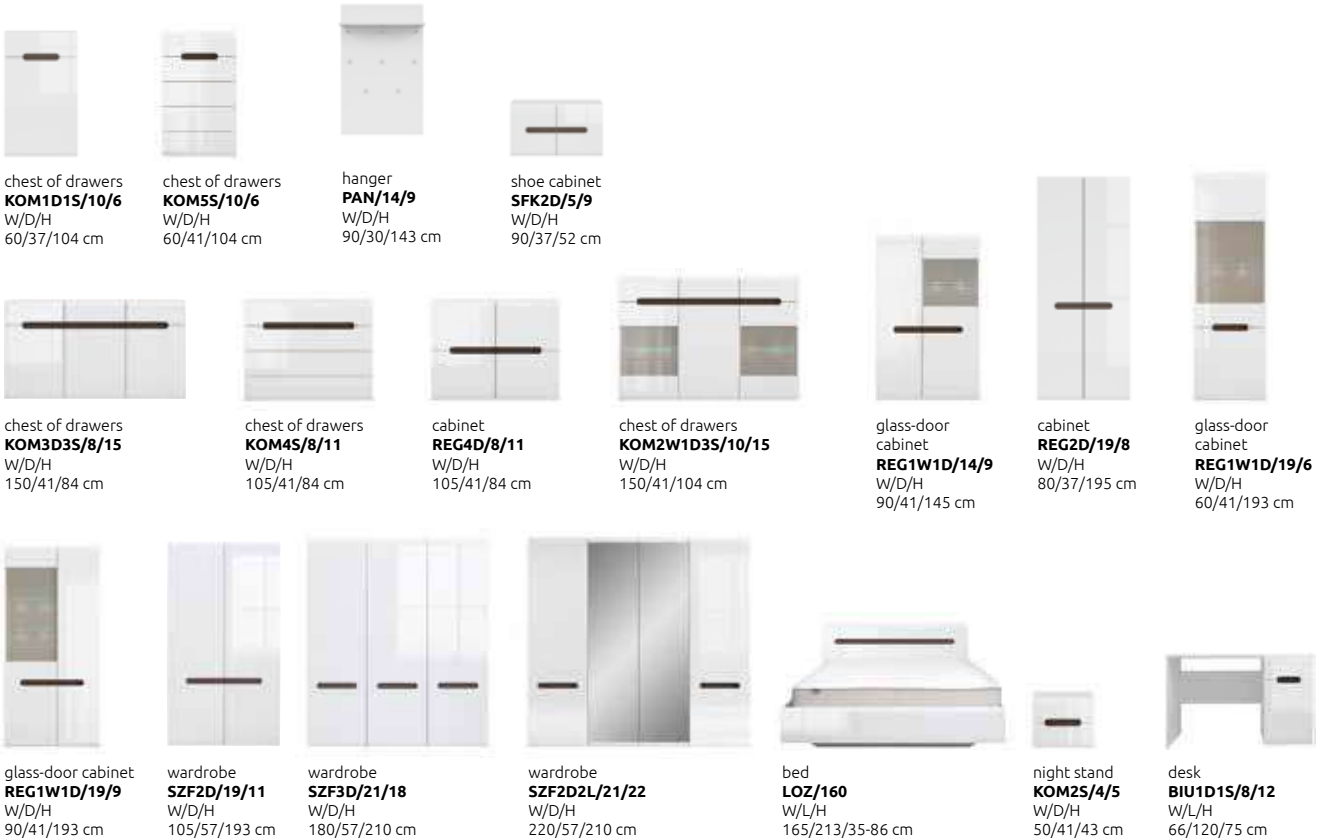 chest of drawers
KOM1D1S/10/6
W/D/H
60/37/104 cm
chest of drawers
KOM5S/10/6
W/D/H
60/41/104 cm
hanger
PAN/14/9
W/D/H
90/30/143 cm
shoe cabinet
SFK2D/5/9
W/D/H
90/37/52 cm
chest of drawers
KOM3D3S/8/15
W/D/H
150/41/84 cm
chest of drawers
KOM4S/8/11
W/D/H
105/41/84 cm
cabinet
REG4D/8/11
W/D/H
105/41/84 cm
chest of drawers
KOM2W1D3S/10/15
W/D/H
150/41/104 cm
glass-door
cabinet
REG1W1D/14/9
W/D/H
90/41/145 cm
cabinet
REG2D/19/8
W/D/H
80/37/195 cm
glass-door
cabinet
REG1W1D/19/6
W/D/H
60/41/193 cm
glass-door cabinet
REG1W1D/19/9
W/D/H
90/41/193 cm
wardrobe
SZF2D/19/11
W/D/H
105/57/193 cm
wardrobe
SZF3D/21/18
W/D/H
180/57/210 cm
wardrobe
SZF2D2L/21/22
W/D/H
220/57/210 cm
bed
LOZ/160
W/L/H
165/213/35-86 cm
night stand
KOM2S/4/5
W/D/H
50/41/43 cm
desk
BIU1D1S/8/12
W/L/H
66/120/75 cm